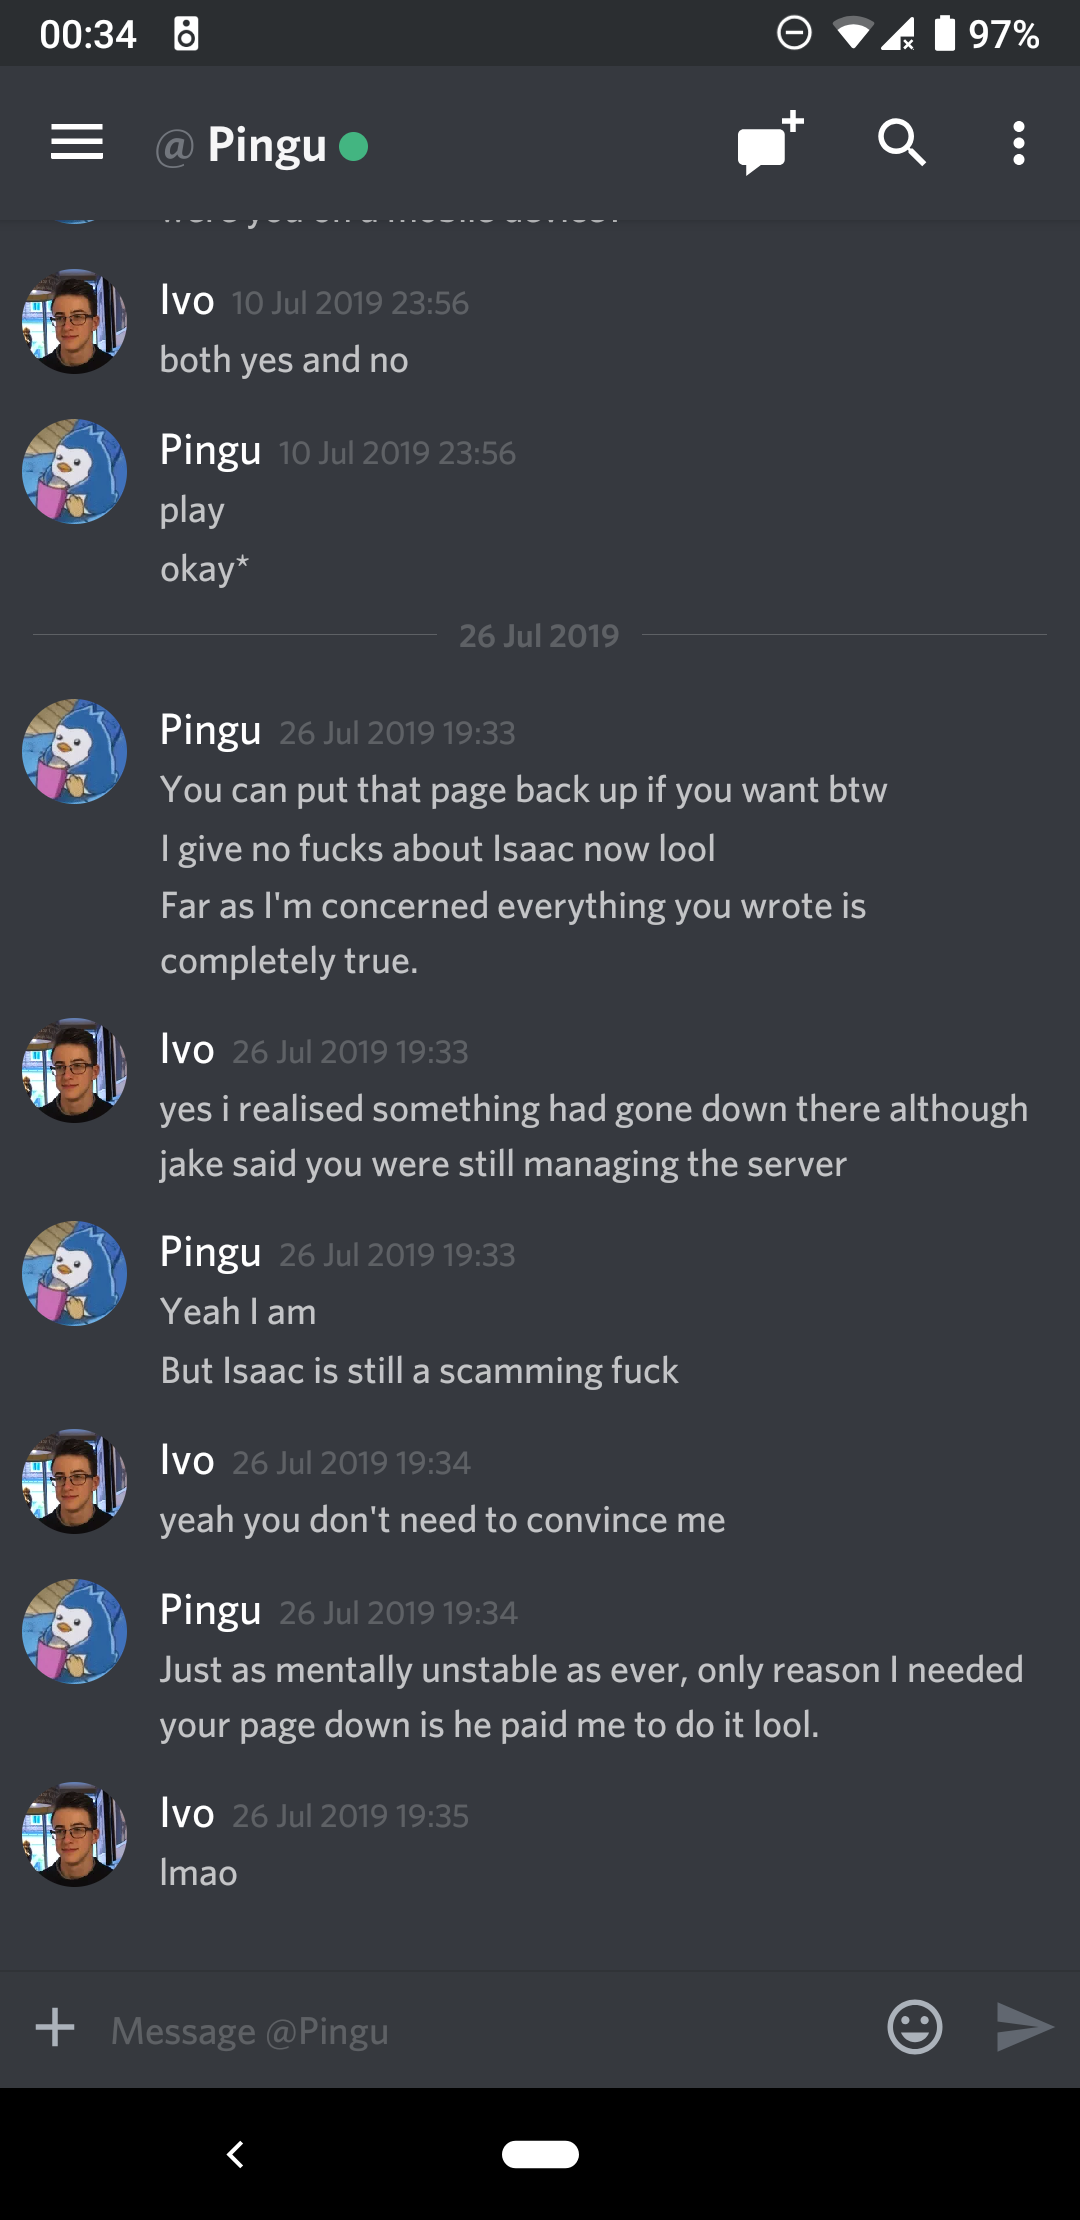 00:34
97%
@ Pingu
were you on a mobile device?
Ivo 10 Jul 2019 23:56
both yes and no
Pingu 10 Jul 2019 23:56
play
okay*
26 Jul 2019
Pingu 26 Jul 2019 19:33
You can put that page back up if you want btw
I give no fucks about Isaac now lool
Far as I'm concerned everything you wrote is
completely true.
Ivo 26 Jul 2019 19:33
yes i realised something had gone down there although
jake said you were still managing the server
Pingu 26 Jul 2019 19:33
Yeah I am
But Isaac is still a scamming fuck
Ivo 26 Jul 2019 19:34
yeah you don't need to convince me
Pingu 26 Jul 2019 19:34
Just as mentally unstable as ever, only reason I needed
your page down is he paid me to do it lool.
Ivo 26 Jul 2019 19:35
lmao
Message @Pingu